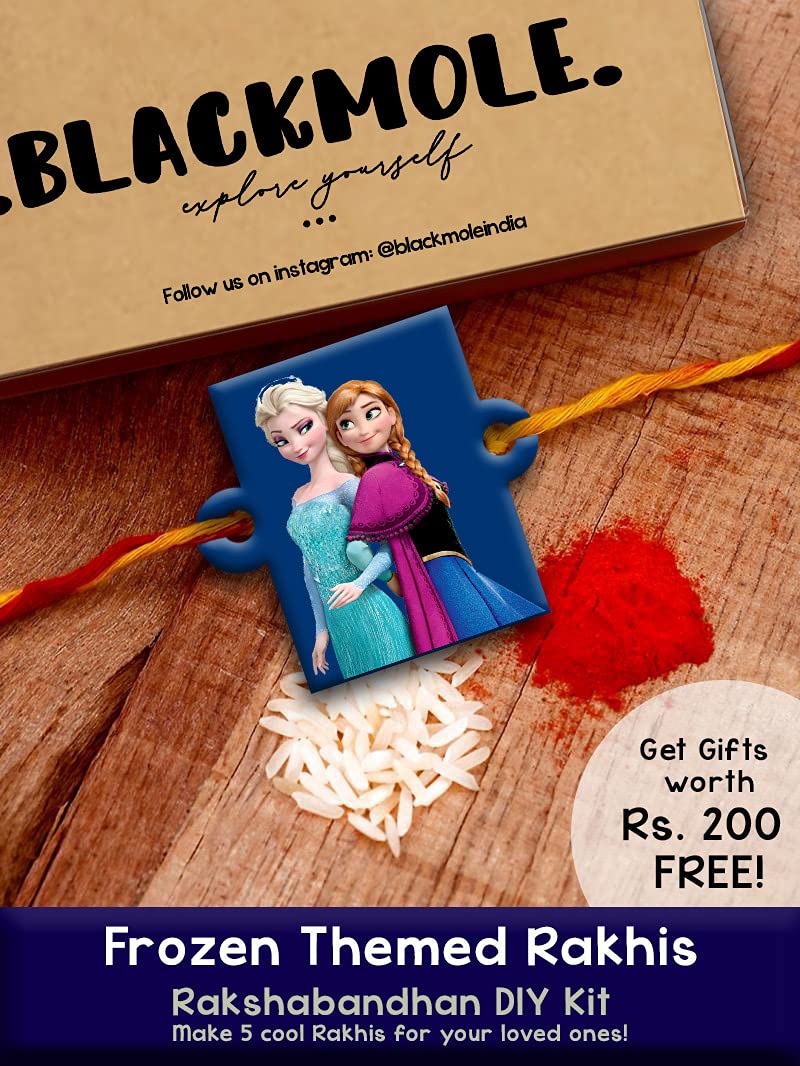 .BLACKMOLE.
explore yourself
Follow us on instagram: @blackmoleindia
Get Gifts
worth
Rs. 200
FREE!
Frozen Themed Rakhis
Rakshabandhan DIY Kit
Make 5 cool Rakhis for your loved ones!